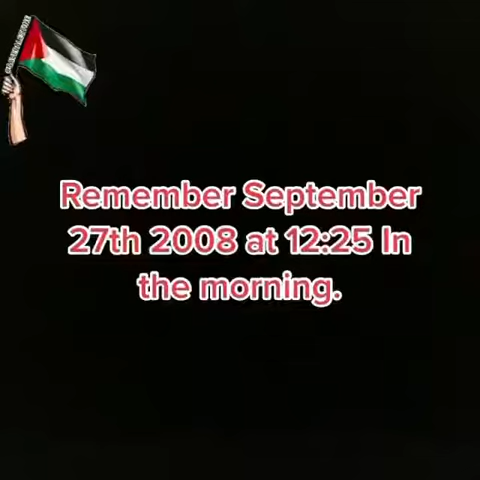 Remember September
27th 2008 at 12:25 In
the morning.